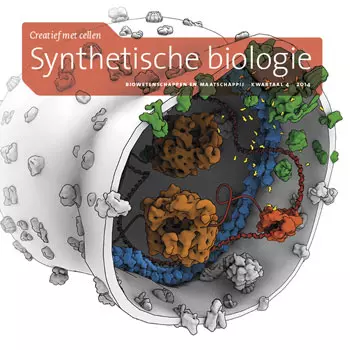 Creatief met cellen
Synthetische biologie
BIOWETENSCHAPPEN EN MAATSCHAPPIJ   KWARTAAL 4   2014